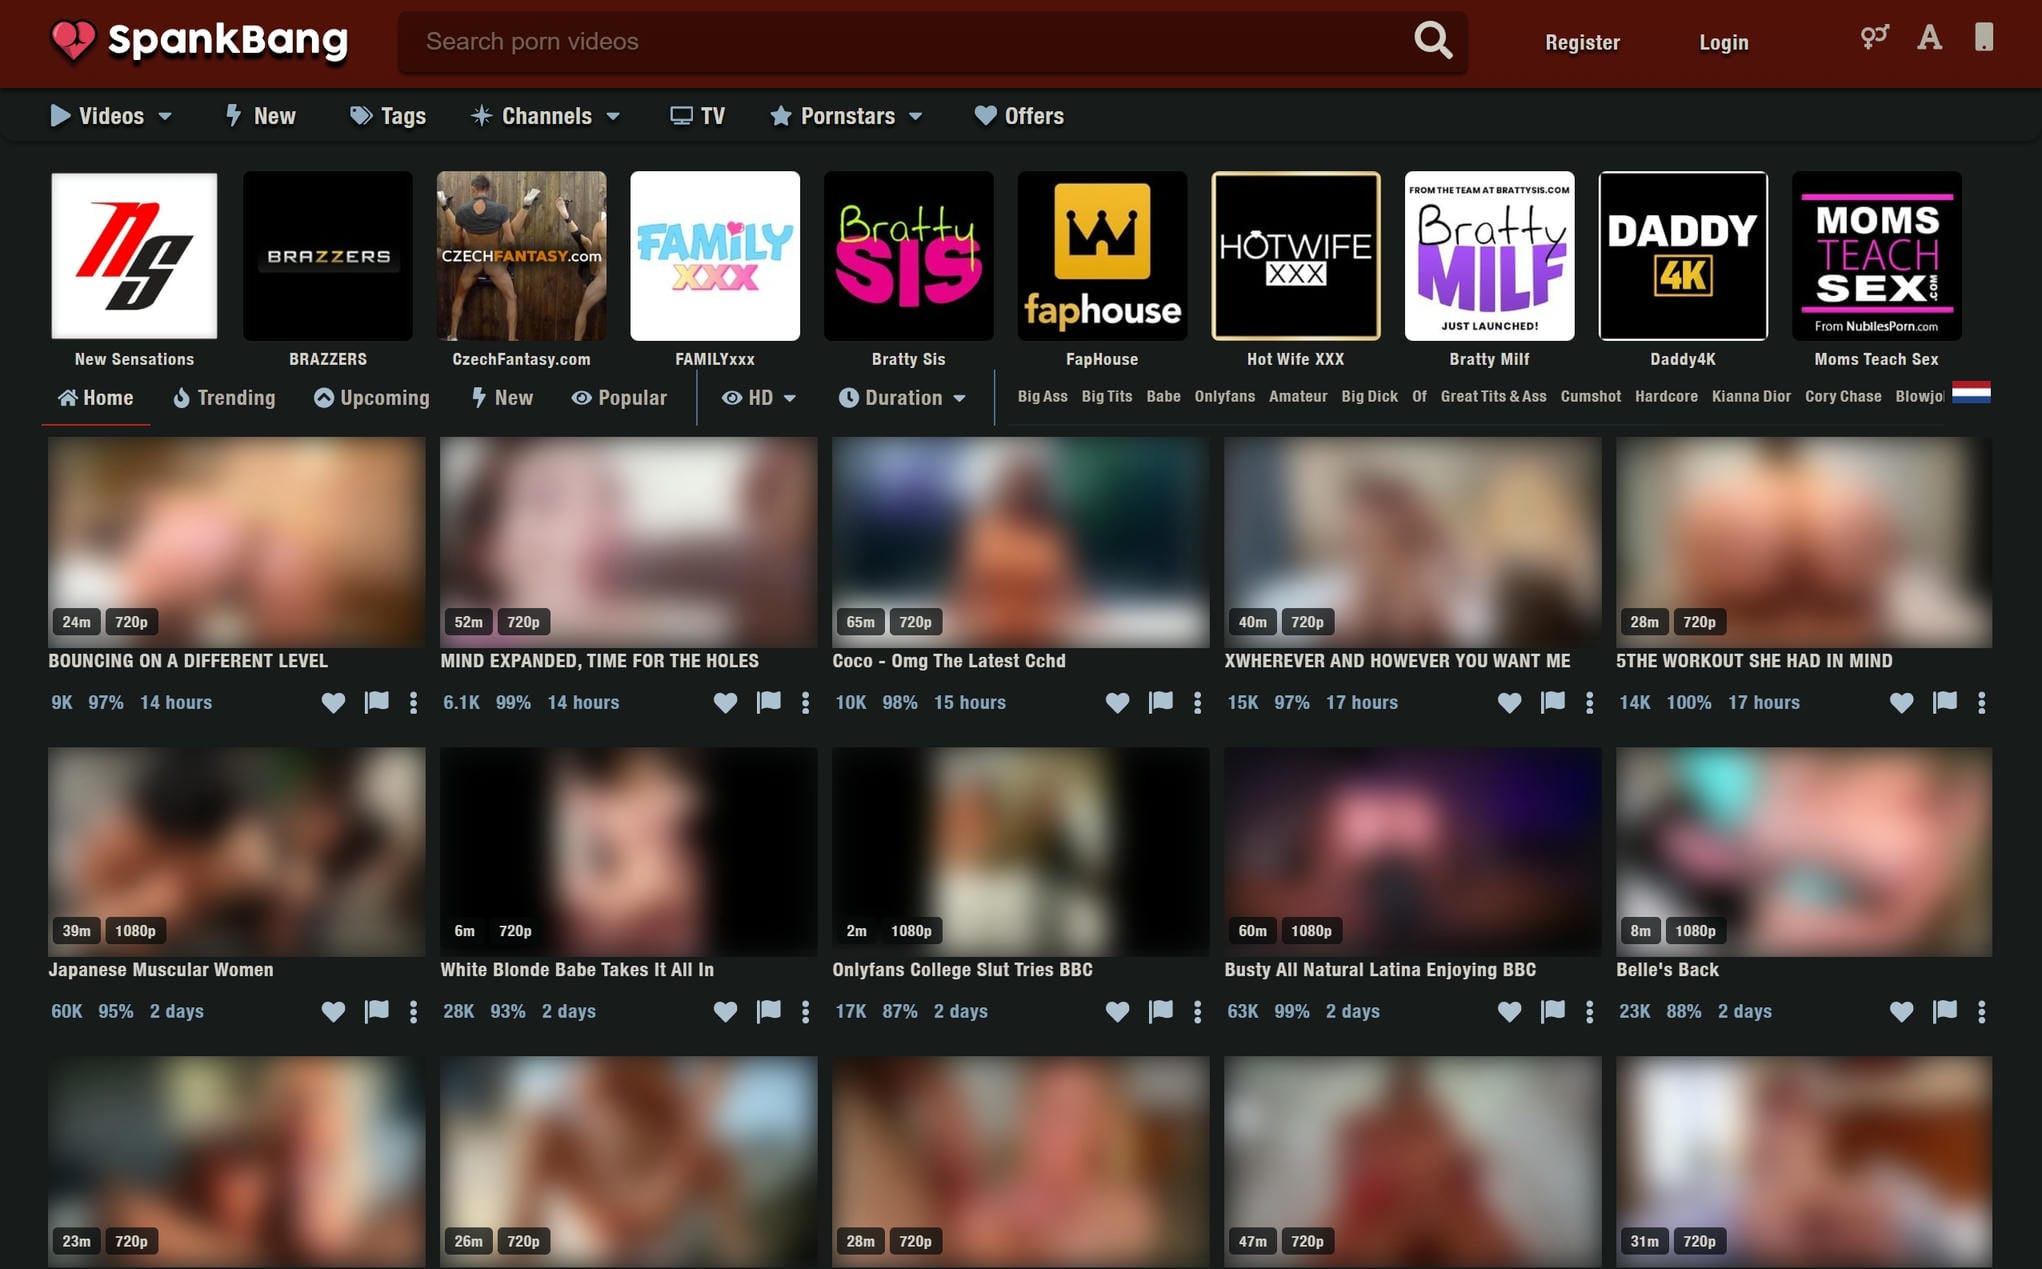 SpankBang
Search porn videos
Register
Login
Videos
New
Tags
Channels
TV
Pornstars
Offers
NS
BRAZZERS
CZECHFANTASY.com
FAMiLY
XXX
Bratty
SIS
faphouse
HOTWIFE
XXX
FROM THE TEAM AT BRATTYSIS.COM
Bratty
MILF
JUST LAUNCHED!
DADDY
4K
MOMS
TEACH
SEX.COM
From NubilesPorn.com
New Sensations
BRAZZERS
CzechFantasy.com
FAMILYxxx
Bratty Sis
FapHouse
Hot Wife XXX
Bratty Milf
Daddy4K
Moms Teach Sex
Home
Trending
Upcoming
New
Popular
HD
Duration
Big Ass Big Tits Babe Onlyfans Amateur Big Dick Of Great Tits & Ass Cumshot Hardcore Kianna Dior Cory Chase Blowjo
24m 720p
52m 720p
65m 720p
40m 720p
28m 720p
BOUNCING ON A DIFFERENT LEVEL
MIND EXPANDED, TIME FOR THE HOLES
Coco - Omg The Latest Cchd
XWHEREVER AND HOWEVER YOU WANT ME
5THE WORKOUT SHE HAD IN MIND
9K 97% 14 hours
6.1K 99% 14 hours
10K 98% 15 hours
15K 97% 17 hours
14K 100% 17 hours
39m 1080p
6m 720p
2m 1080p
60m 1080p
8m 1080p
Japanese Muscular Women
White Blonde Babe Takes It All In
Onlyfans College Slut Tries BBC
Busty All Natural Latina Enjoying BBC
Belle's Back
60K 95% 2 days
28K 93% 2 days
17K 87% 2 days
63K 99% 2 days
23K 88% 2 days
23m 720p
26m 720p
28m 720p
47m 720p
31m 720p